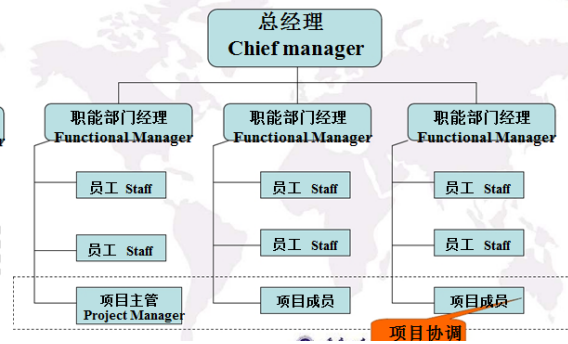 总经理
Chief manager
职能部门经理
Functional Manager
职能部门经理
Functional Manager
职能部门经理
Functional Manager
员工 Staff
员工 Staff
员工 Staff
员工 Staff
员工 Staff
员工 Staff
项目主管
Project Manager
项目成员
项目成员
项目协调